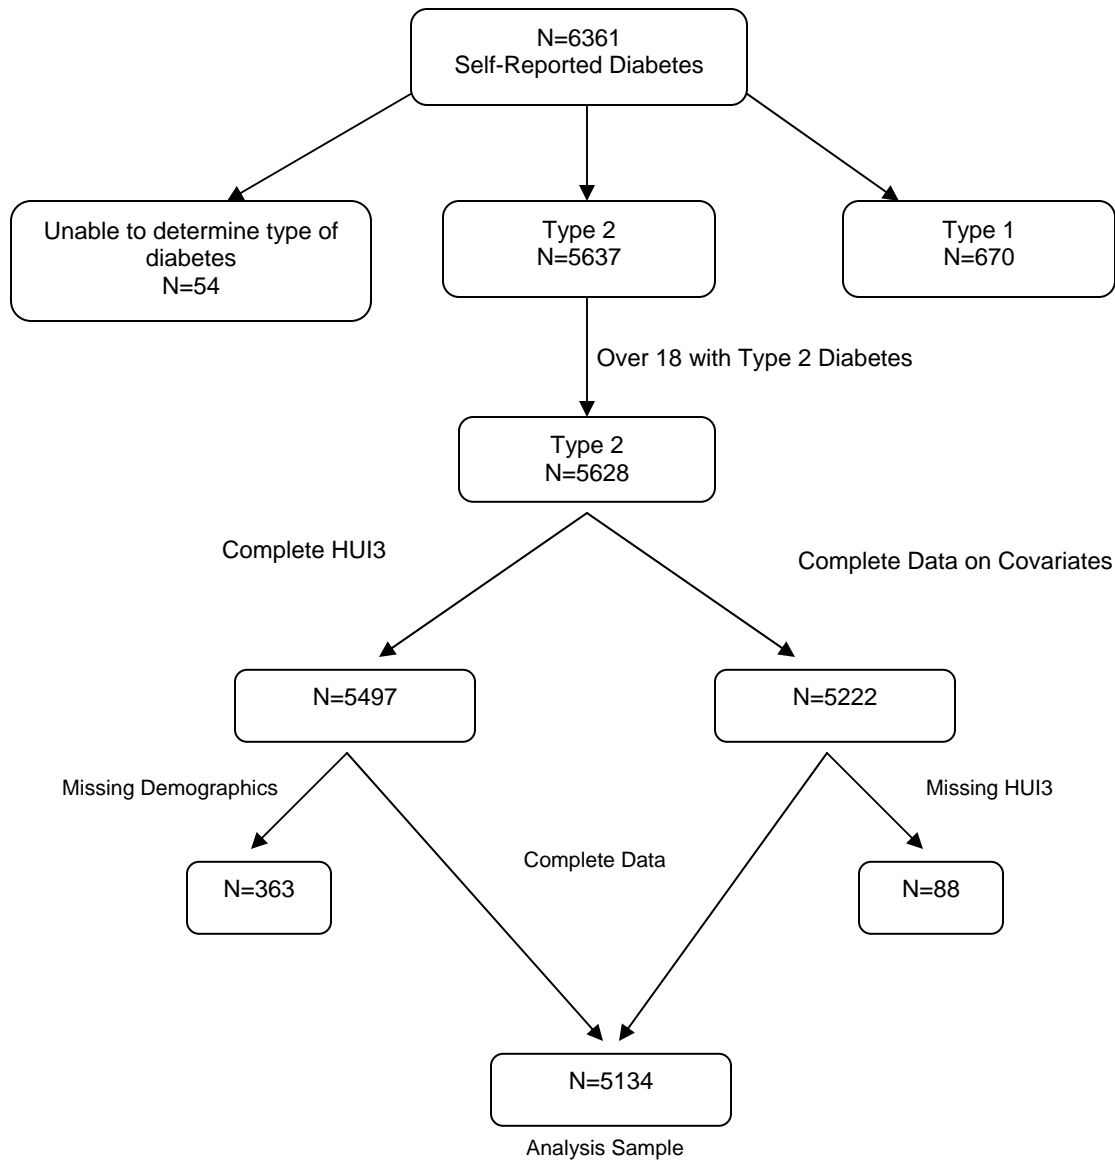 N=6361
Self-Reported Diabetes
Unable to determine type of
diabetes
N=54
Type 2
N=5637
Type 1
N=670
Over 18 with Type 2 Diabetes
Type 2
N=5628
Complete HUI3
Complete Data on Covariates
N=5497
N=5222
Missing Demographics
Missing HUI3
N=363
Complete Data
N=88
N=5134
Analysis Sample